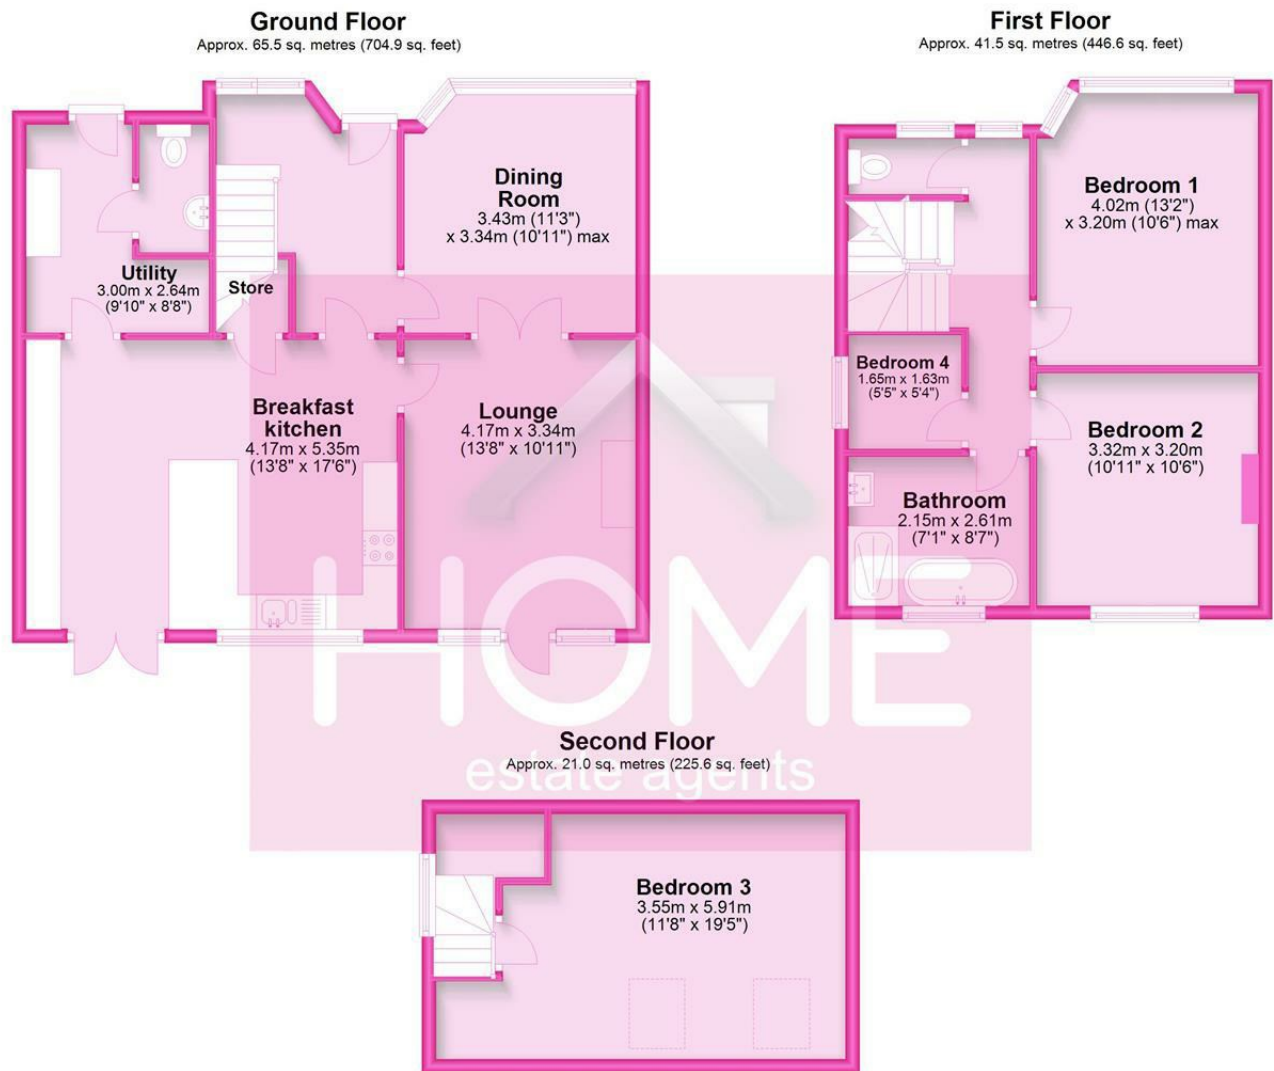 Ground Floor
Approx. 65.5 sq. metres (704.9 sq. feet)
First Floor
Approx. 41.5 sq. metres (446.6 sq. feet)
Dining
Room
3.43m (11'3")
x 3.34m (10'11") max
Utility
3.00m x 2.64m
(9'10" x 8'8")
Store
Breakfast
kitchen
4.17m x 5.35m
(13'8" x 17'6")
Lounge
4.17m x 3.34m
(13'8" x 10'11")
Bedroom 1
4.02m (13'2")
x 3.20m (10'6") max
Bedroom 4
1.65m x 1.63m
(5'5" x 5'4")
Bedroom 2
3.32m x 3.20m
(10'11" x 10'6")
Bathroom
2.15m x 2.61m
(7'1" x 8'7")
HOME
estate agents
Second Floor
Approx. 21.0 sq. metres (225.6 sq. feet)
Bedroom 3
3.55m x 5.91m
(11'8" x 19'5")